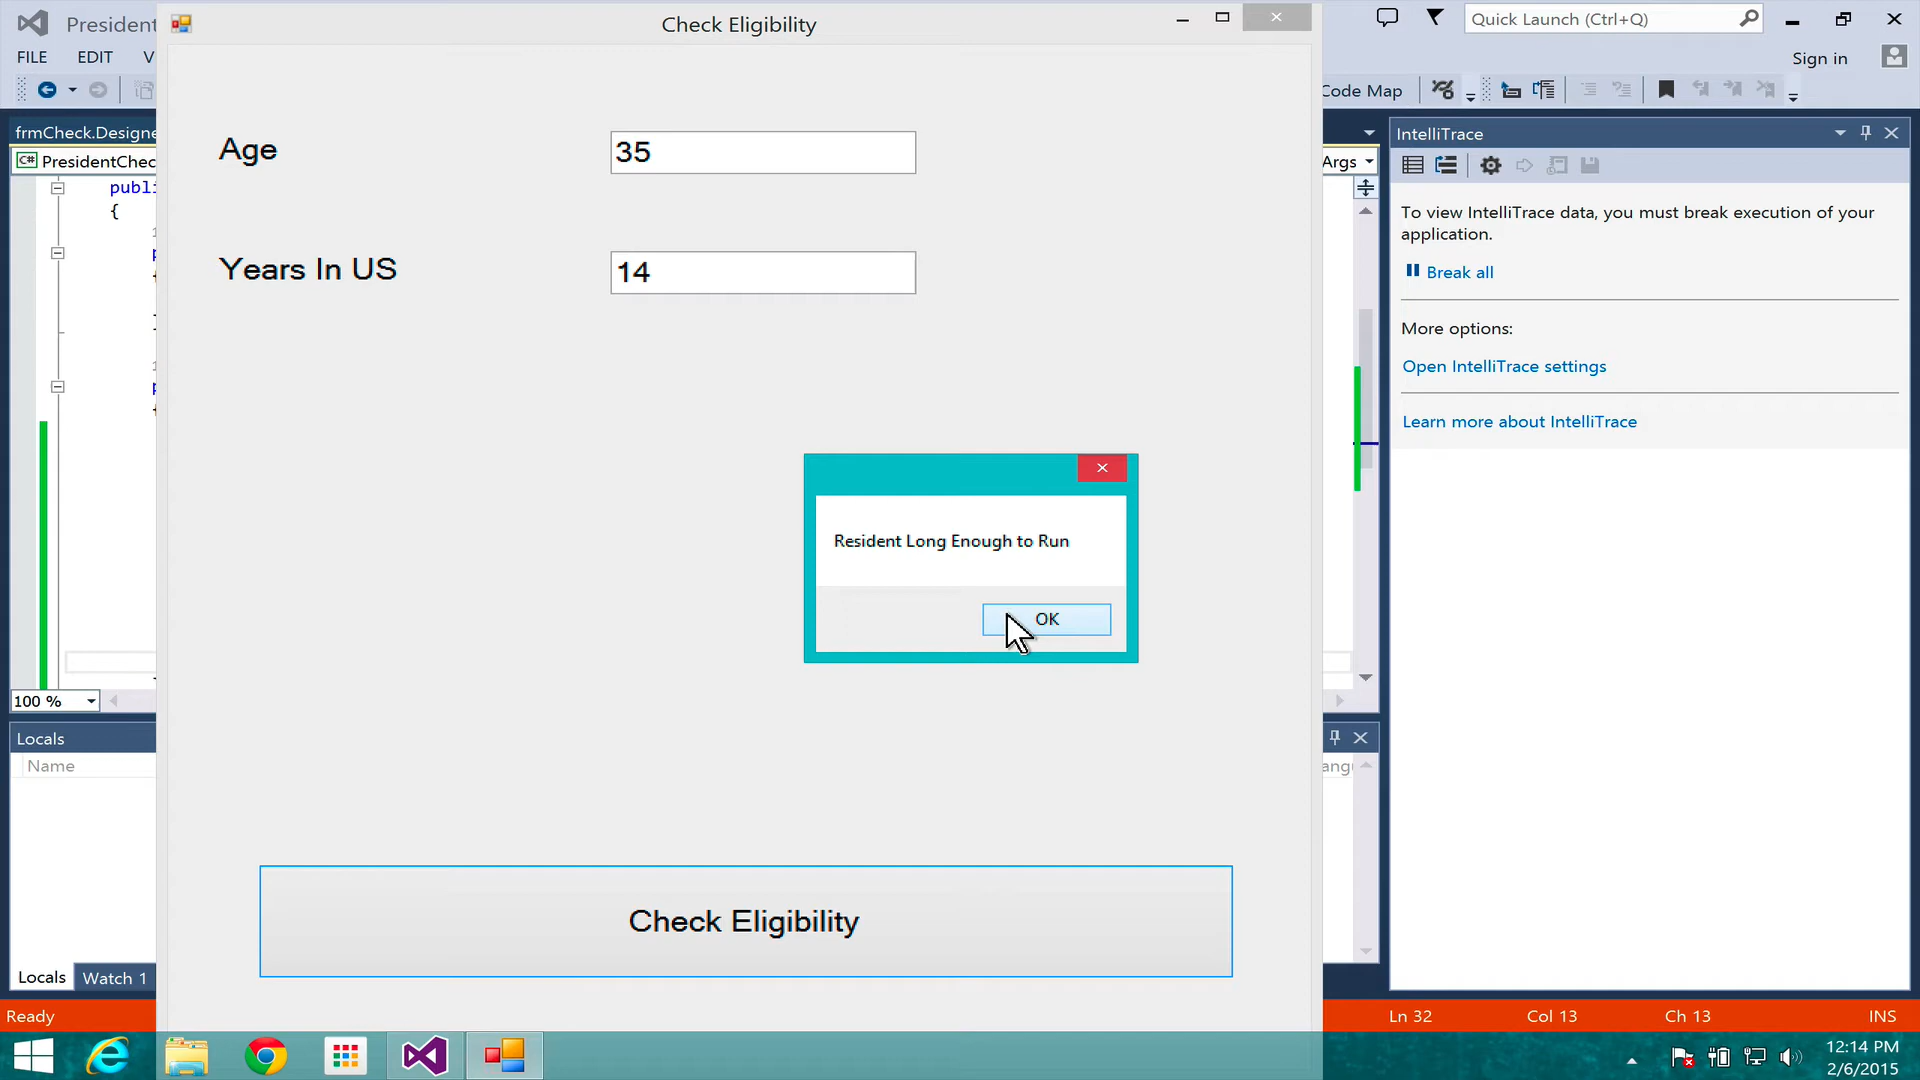 President
Check Eligibility
Quick Launch (Ctrl+Q)
FILE
EDIT
V
Sign in
Code Map
frmCheck.Designe
PresidentChec
Args
publi
{
IntelliTrace
To view IntelliTrace data, you must break execution of your
application.
Break all
More options:
Open IntelliTrace settings
Learn more about IntelliTrace
Age
35
Years In US
14
Resident Long Enough to Run
OK
Check Eligibility
100 %
Locals
Name
ang
Locals
Watch 1
Ready
Ln 32
Col 13
Ch 13
INS
12:14 PM
2/6/2015